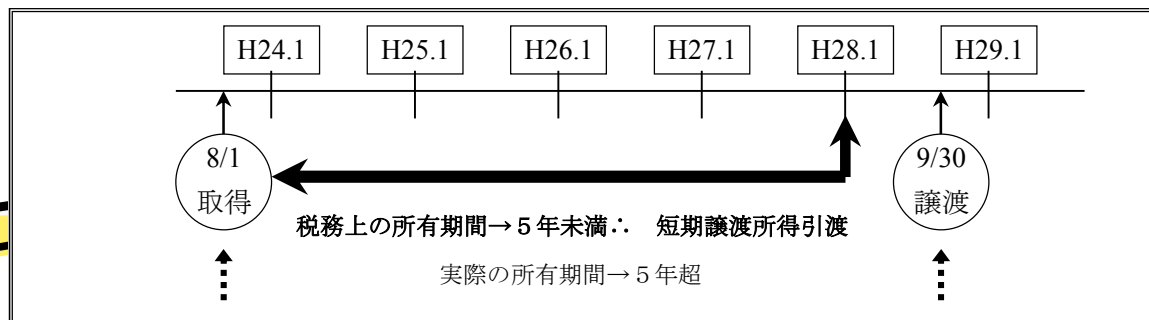 H24.1 H25.1 H26.1 H27.1 H28.1 H29.1
8/1
取得
9/30
譲渡
税務上の所有期間→５年未満∴　短期譲渡所得引渡
実際の所有期間→５年超